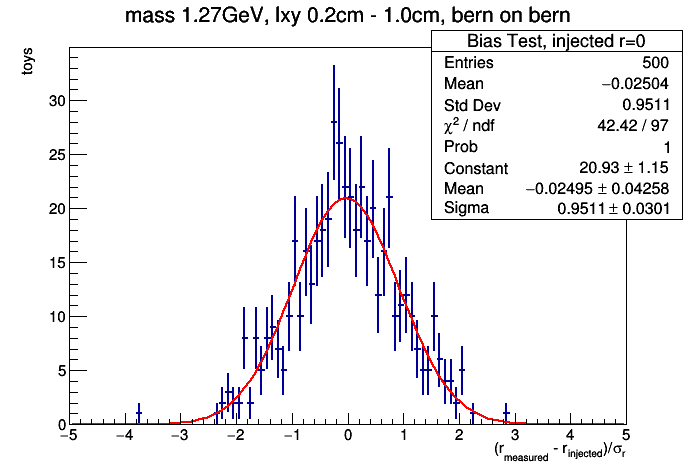 mass 1.27GeV, lxy 0.2cm - 1.0cm, bern on bern
Bias Test, injected r=0
Entries 500
Mean −0.02504
Std Dev 0.9511
χ² / ndf 42.42 / 97
Prob 1
Constant 20.93 ± 1.15
Mean −0.02495 ± 0.04258
Sigma 0.9511 ± 0.0301
toys
30
25
20
15
10
5
0
−5 −4 −3 −2 −1 0 1 2 3 4 5
(r_measured - r_injected)/σ_r